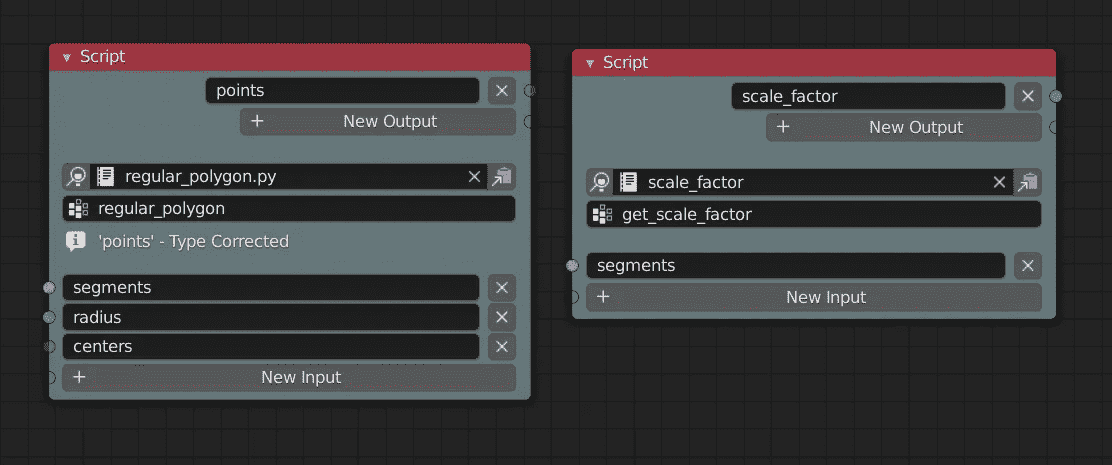 Script
points
New Output
regular_polygon.py
regular_polygon
'points' - Type Corrected
segments
radius
centers
New Input
Script
scale_factor
New Output
scale_factor
get_scale_factor
segments
New Input